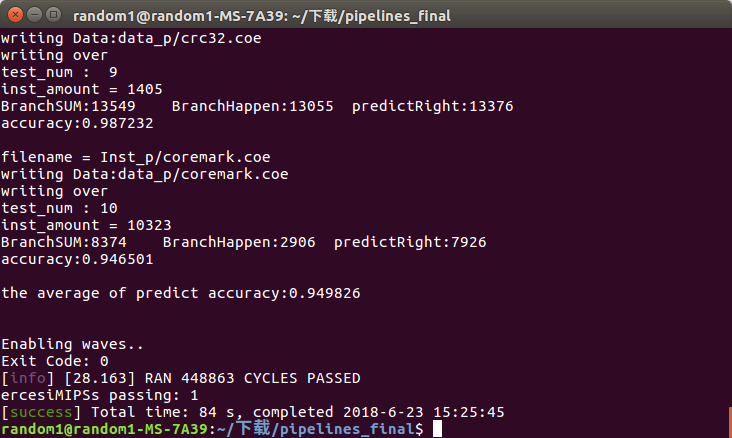 random1@random1-MS-7A39: ~/下载/pipelines_final
writing Data:data_p/crc32.coe
writing over
test_num :  9
inst_amount = 1405
BranchSUM:13549    BranchHappen:13055  predictRight:13376
accuracy:0.987232
filename = Inst_p/coremark.coe
writing Data:data_p/coremark.coe
writing over
test_num : 10
inst_amount = 10323
BranchSUM:8374    BranchHappen:2906  predictRight:7926
accuracy:0.946501
the average of predict accuracy:0.949826
Enabling waves..
Exit Code: 0
[info] [28.163] RAN 448863 CYCLES PASSED
ercesiMIPSs passing: 1
[success] Total time: 84 s, completed 2018-6-23 15:25:45
random1@random1-MS-7A39:~/下载/pipelines_final$